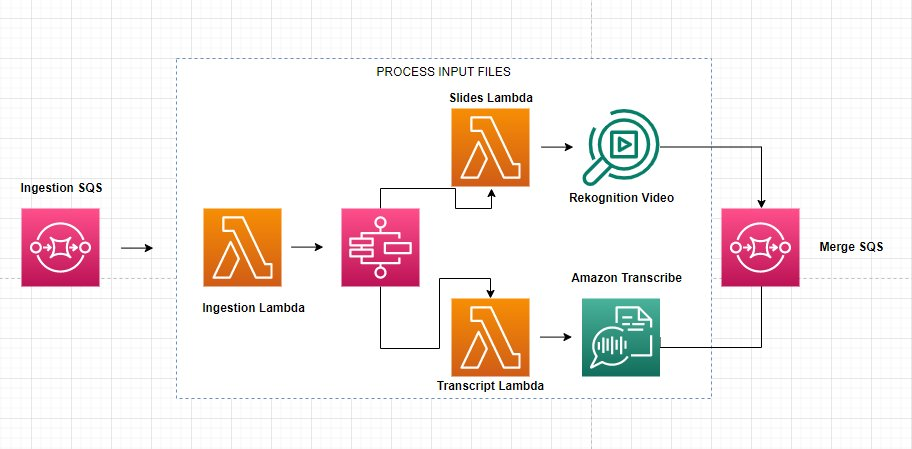 PROCESS INPUT FILES
Slides Lambda
Ingestion SQS
Rekognition Video
Merge SQS
Amazon Transcribe
Ingestion Lambda
Transcript Lambda